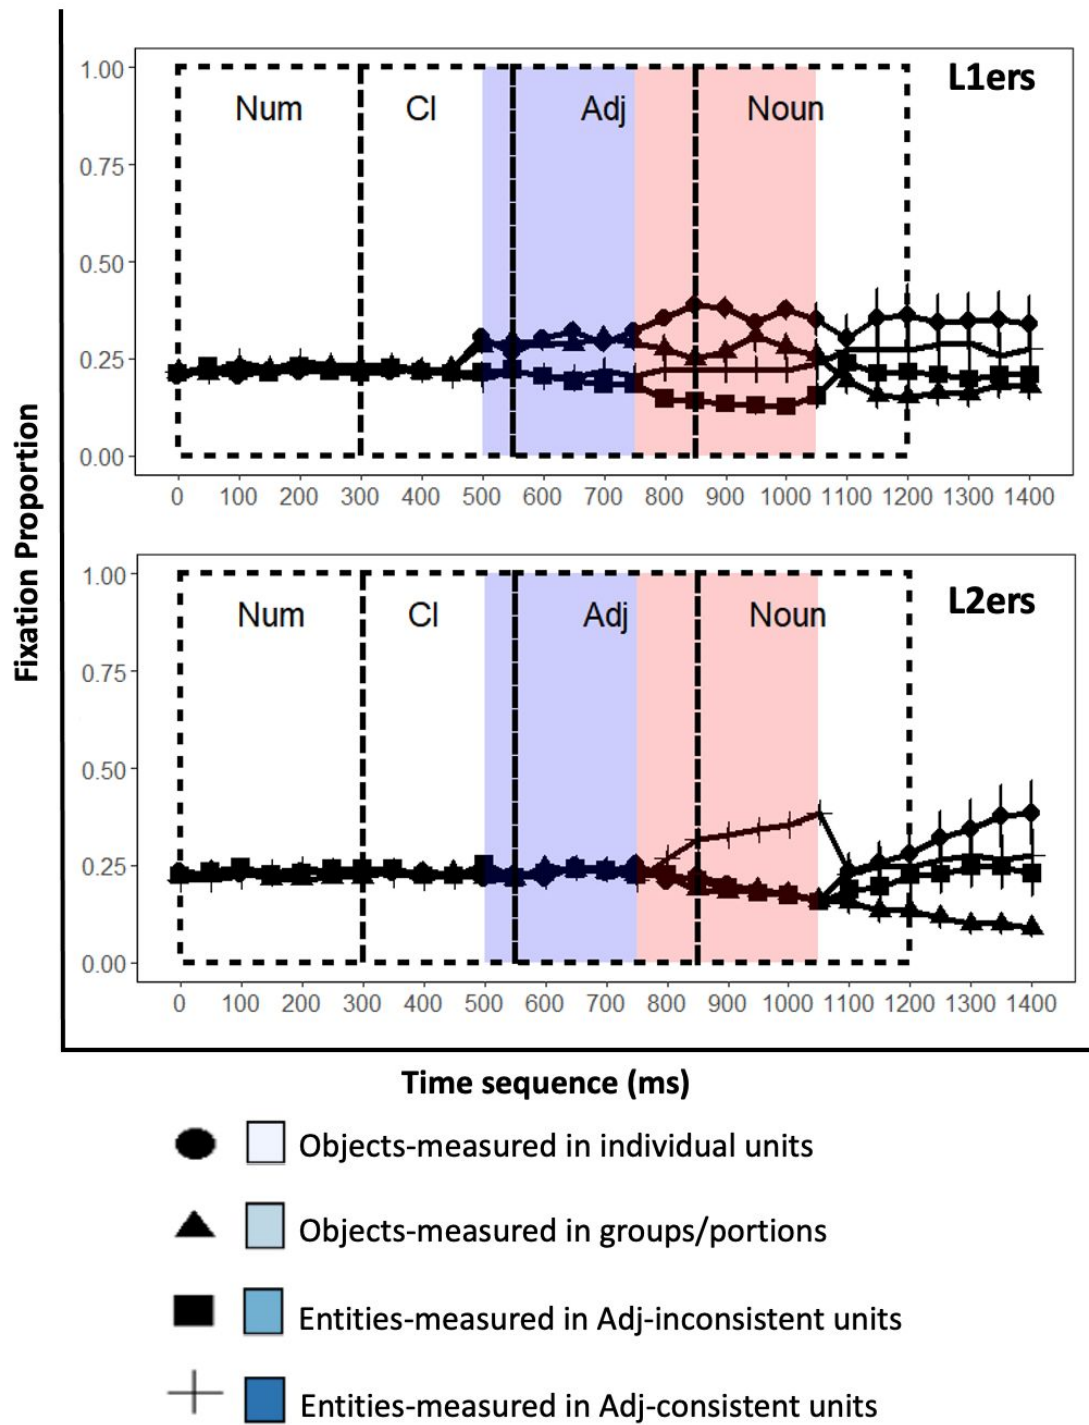 L1ers
1.00
Num Cl Adj Noun
0.75
0.50
0.25
0.00
0 100 200 300 400 500 600 700 800 900 1000 1100 1200 1300 1400
Fixation Proportion
L2ers
1.00
Num Cl Adj Noun
0.75
0.50
0.25
0.00
0 100 200 300 400 500 600 700 800 900 1000 1100 1200 1300 1400
Time sequence (ms)
Objects-measured in individual units
Objects-measured in groups/portions
Entities-measured in Adj-inconsistent units
Entities-measured in Adj-consistent units